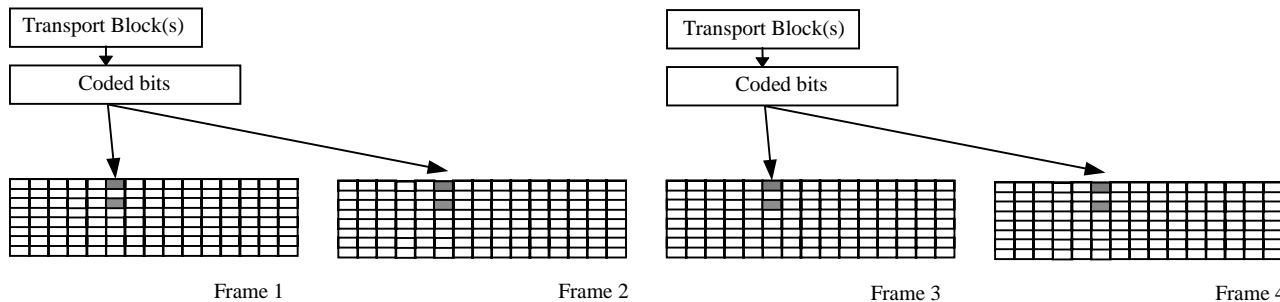 Transport Block(s)
Transport Block(s)
Coded bits
Coded bits
Frame 1
Frame 2
Frame 3
Frame 4